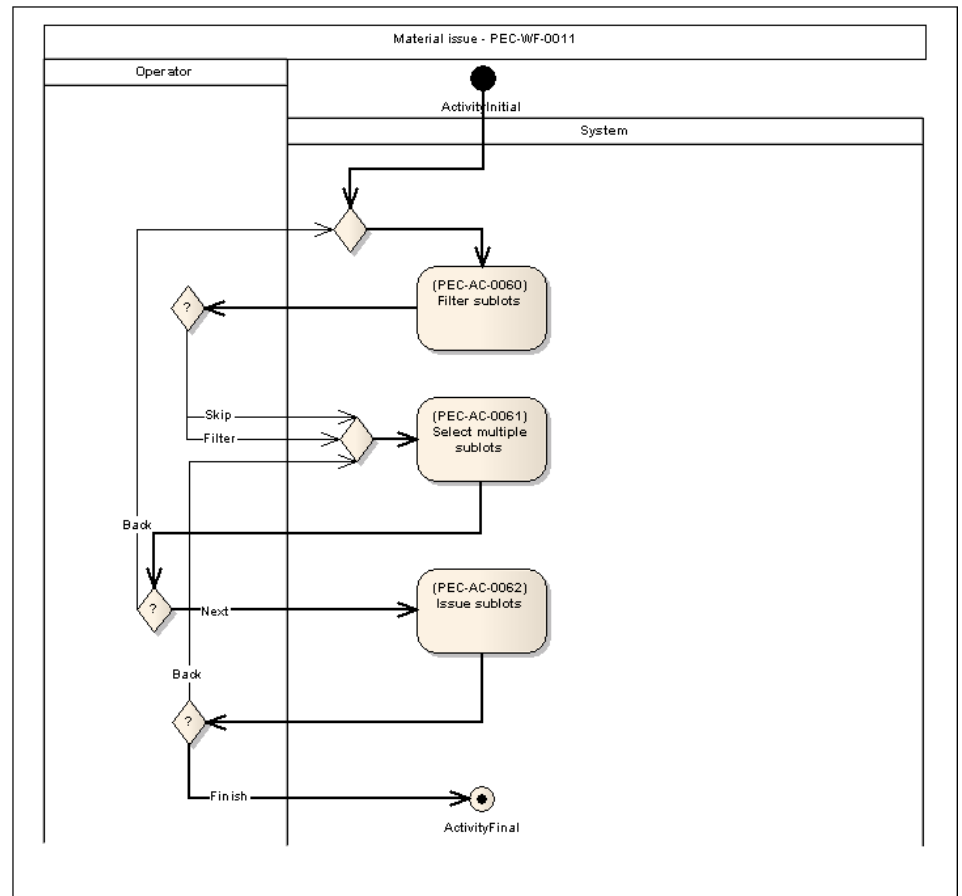 Material issue - PEC-WF-0011
Operator
ActivityInitial
System
(PEC-AC-0060)
Filter sublots
?
Skip
Filter
(PEC-AC-0061)
Select multiple
sublots
Back
?
Next
(PEC-AC-0062)
Issue sublots
Back
?
Finish
ActivityFinal